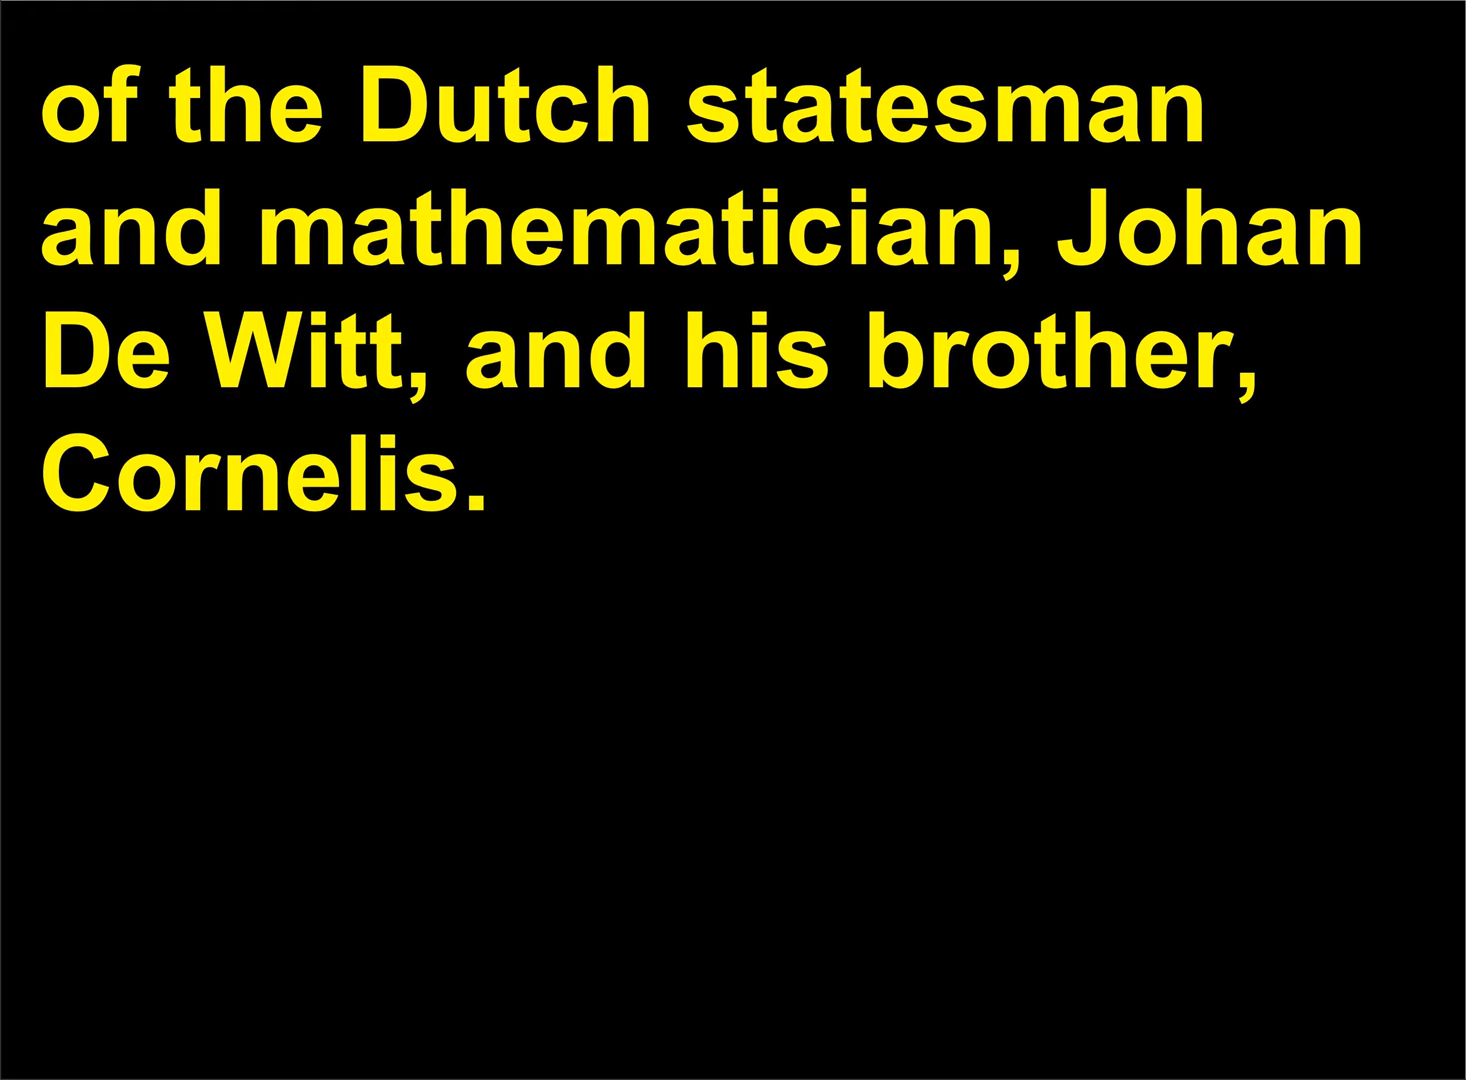 of the Dutch statesman
and mathematician, Johan
De Witt, and his brother,
Cornelis.